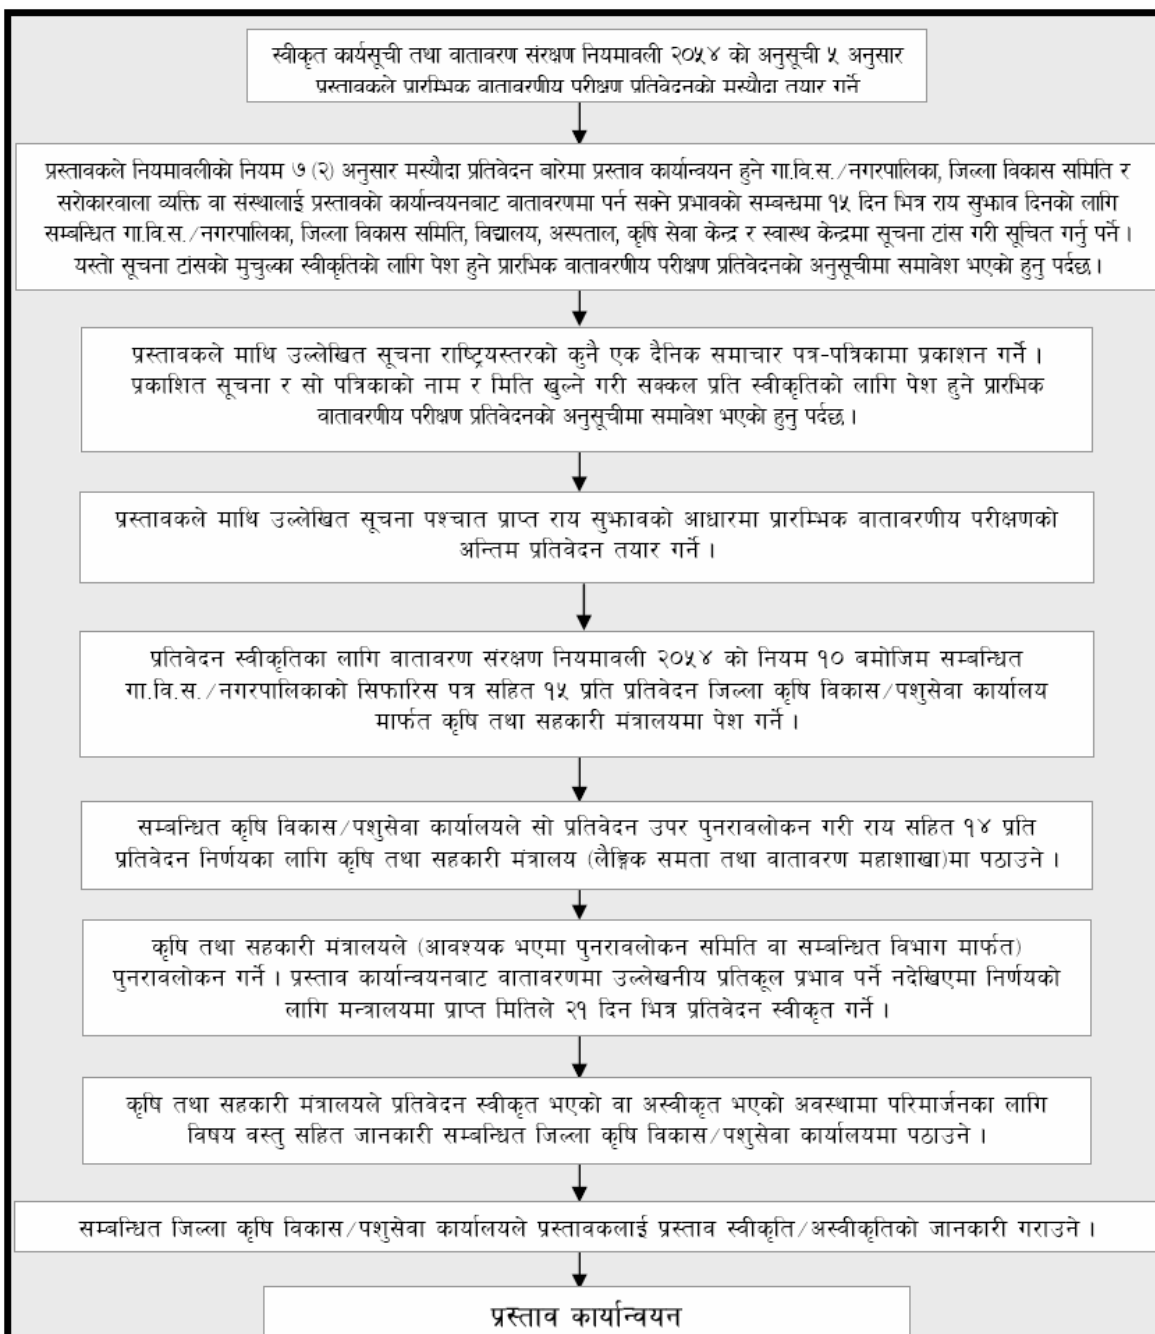 स्वीकृत कार्यसूची तथा वातावरण संरक्षण नियमावली २०५४ को अनुसूची ५ अनुसार
प्रस्तावकले प्रारम्भिक वातावरणीय परीक्षण प्रतिवेदनको मस्यौदा तयार गर्ने
प्रस्तावकले नियमावलीको नियम ७ (२) अनुसार मस्यौदा प्रतिवेदन बारेमा प्रस्ताव कार्यान्वयन हुने गा.वि.स./नगरपालिका, जिल्ला विकास समिति र
सरोकारवाला व्यक्ति वा संस्थालाई प्रस्तावको कार्यान्वयनबाट वातावरणमा पर्न सक्ने प्रभावको सम्बन्धमा १५ दिन भित्र राय सुझाव दिनको लागि
सम्बन्धित गा.वि.स./नगरपालिका, जिल्ला विकास समिति, विद्यालय, अस्पताल, कृषि सेवा केन्द्र र स्वास्थ केन्द्रमा सूचना टांस गरी सूचित गर्नु पर्ने ।
यस्तो सूचना टांसको मुचुल्का स्वीकृतिको लागि पेश हुने प्रारभिक वातावरणीय परीक्षण प्रतिवेदनको अनुसूचीमा समावेश भएको हुनु पर्दछ ।
प्रस्तावकले माथि उल्लेखित सूचना राष्ट्रियस्तरको कुनै एक दैनिक समाचार पत्र-पत्रिकामा प्रकाशन गर्ने ।
प्रकाशित सूचना र सो पत्रिकाको नाम र मिति खुल्ने गरी सक्कल प्रति स्वीकृतिको लागि पेश हुने प्रारभिक
वातावरणीय परीक्षण प्रतिवेदनको अनुसूचीमा समावेश भएको हुनु पर्दछ ।
प्रस्तावकले माथि उल्लेखित सूचना पश्चात प्राप्त राय सुझावको आधारमा प्रारम्भिक वातावरणीय परीक्षणको
अन्तिम प्रतिवेदन तयार गर्ने ।
प्रतिवेदन स्वीकृतिका लागि वातावरण संरक्षण नियमावली २०५४ को नियम १० बमोजिम सम्बन्धित
गा.वि.स./नगरपालिकाको सिफारिस पत्र सहित १५ प्रति प्रतिवेदन जिल्ला कृषि विकास/पशुसेवा कार्यालय
मार्फत कृषि तथा सहकारी मंत्रालयमा पेश गर्ने ।
सम्बन्धित कृषि विकास/पशुसेवा कार्यालयले सो प्रतिवेदन उपर पुनरावलोकन गरी राय सहित १४ प्रति
प्रतिवेदन निर्णयका लागि कृषि तथा सहकारी मंत्रालय (लैङ्गिक समता तथा वातावरण महाशाखा)मा पठाउने ।
कृषि तथा सहकारी मंत्रालयले (आवश्यक भएमा पुनरावलोकन समिति वा सम्बन्धित विभाग मार्फत)
पुनरावलोकन गर्ने । प्रस्ताव कार्यान्वयनबाट वातावरणमा उल्लेखनीय प्रतिकूल प्रभाव पर्ने नदेखिएमा निर्णयको
लागि मन्त्रालयमा प्राप्त मितिले २१ दिन भित्र प्रतिवेदन स्वीकृत गर्ने ।
कृषि तथा सहकारी मंत्रालयले प्रतिवेदन स्वीकृत भएको वा अस्वीकृत भएको अवस्थामा परिमार्जनका लागि
विषय वस्तु सहित जानकारी सम्बन्धित जिल्ला कृषि विकास/पशुसेवा कार्यालयमा पठाउने ।
सम्बन्धित जिल्ला कृषि विकास/पशुसेवा कार्यालयले प्रस्तावकलाई प्रस्ताव स्वीकृति/अस्वीकृतिको जानकारी गराउने ।
प्रस्ताव कार्यान्वयन